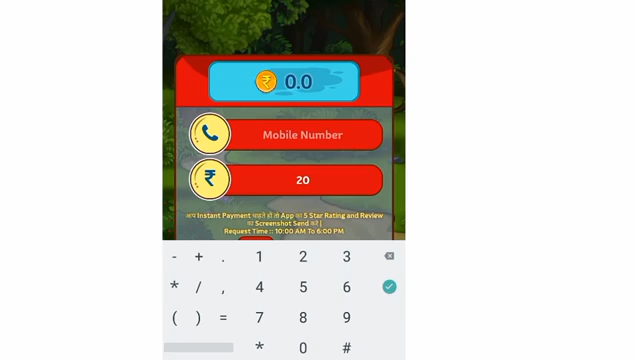 ₹ 0.0
Mobile Number
₹ 20
आप Instant Payment चाहते हो तो App का 5 Star Rating and Review
का Screenshot Send करे |
Request Time :: 10:00 AM To 6:00 PM.
- + . 1 2 3
* / , 4 5 6
( ) = 7 8 9
* 0 #